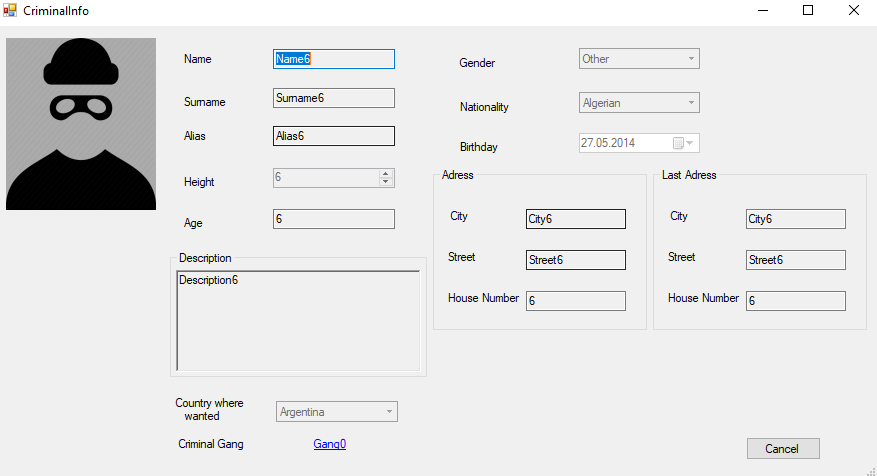 CriminalInfo
Name
Name6
Gender
Other
Surname
Surname6
Nationality
Algerian
Alias
Alias6
Birthday
27.05.2014
Height
6
Age
6
Adress
City
City6
Street
Street6
House Number
6
Last Adress
City
City6
Street
Street6
House Number
6
Description
Description6
Country where
wanted
Argentina
Criminal Gang
Gang0
Cancel